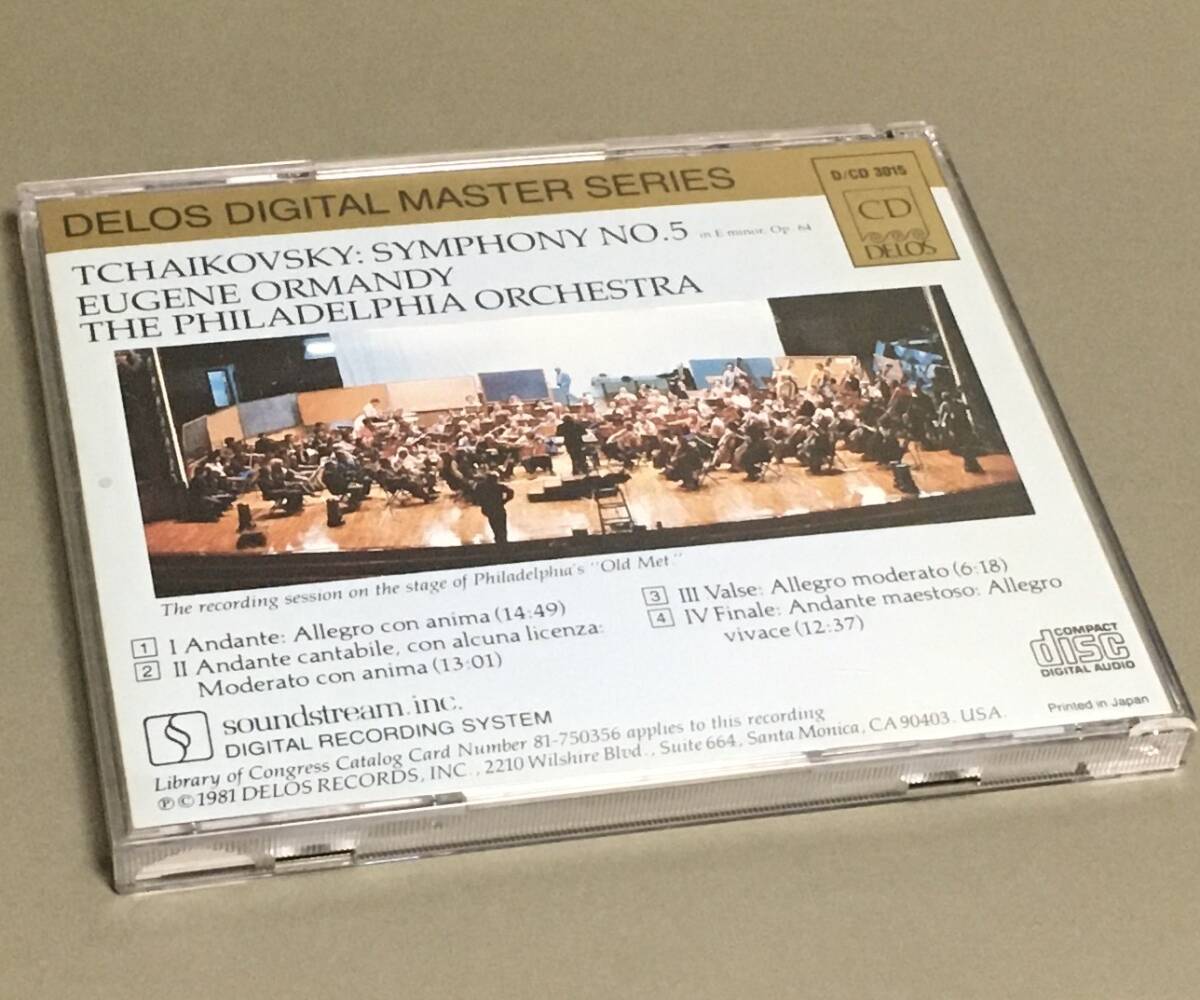 DELOS DIGITAL MASTER SERIES
D/CD 3015
CD
DELOS
TCHAIKOVSKY: SYMPHONY NO.5 in E minor, Op. 64
EUGENE ORMANDY
THE PHILADELPHIA ORCHESTRA
The recording session on the stage of Philadelphia's "Old Met."
1 I Andante: Allegro con anima (14:49)
2 II Andante cantabile, con alcuna licenza:
Moderato con anima (13:01)
3 III Valse: Allegro moderato (6:18)
4 IV Finale: Andante maestoso: Allegro
vivace (12:37)
COMPACT
disc
DIGITAL AUDIO
soundstream, inc.
DIGITAL RECORDING SYSTEM
Library of Congress Catalog Card Number 81-750356 applies to this recording
℗©1981 DELOS RECORDS, INC., 2210 Wilshire Blvd., Suite 664, Santa Monica, CA 90403. USA.
Printed in Japan